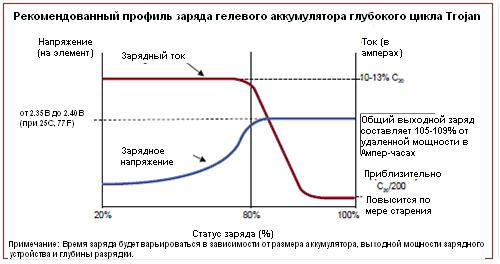 Рекомендованный профиль заряда гелевого аккумулятора глубокого цикла Trojan
Напряжение
(на элемент)
Ток (в
амперах)
Зарядный ток
10-13% C₂₀
от 2.35 В до 2.40 В
(при 25С, 77 F)
Общий выходной заряд
составляет 105-109% от
удаленной мощности в
Ампер-часах
Зарядное
напряжение
Приблизительно
C₂₀/200
Повысится по
мере старения
20%
80%
100%
Статус заряда (%)
Примечание: Время заряда будет варьироваться в зависимости от размера аккумулятора, выходной мощности зарядного
устройства и глубины разрядки.